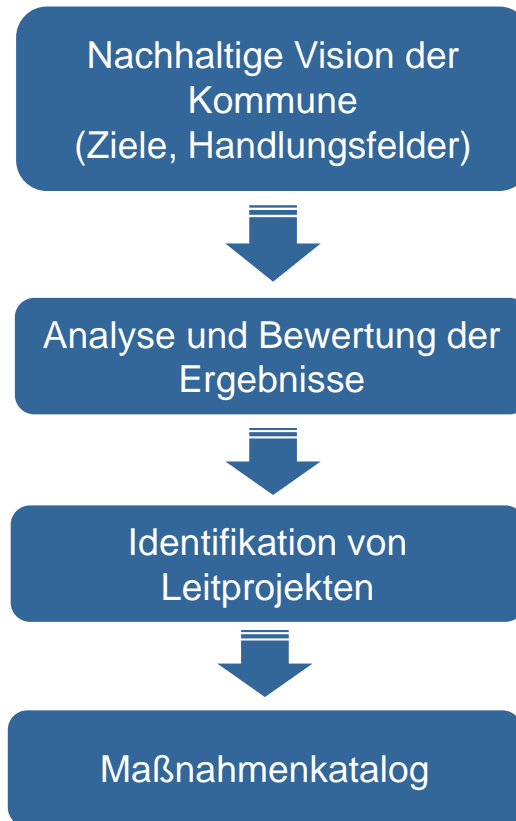 Nachhaltige Vision der
Kommune
(Ziele, Handlungsfelder)
Analyse und Bewertung der
Ergebnisse
Identifikation von
Leitprojekten
Maßnahmenkatalog